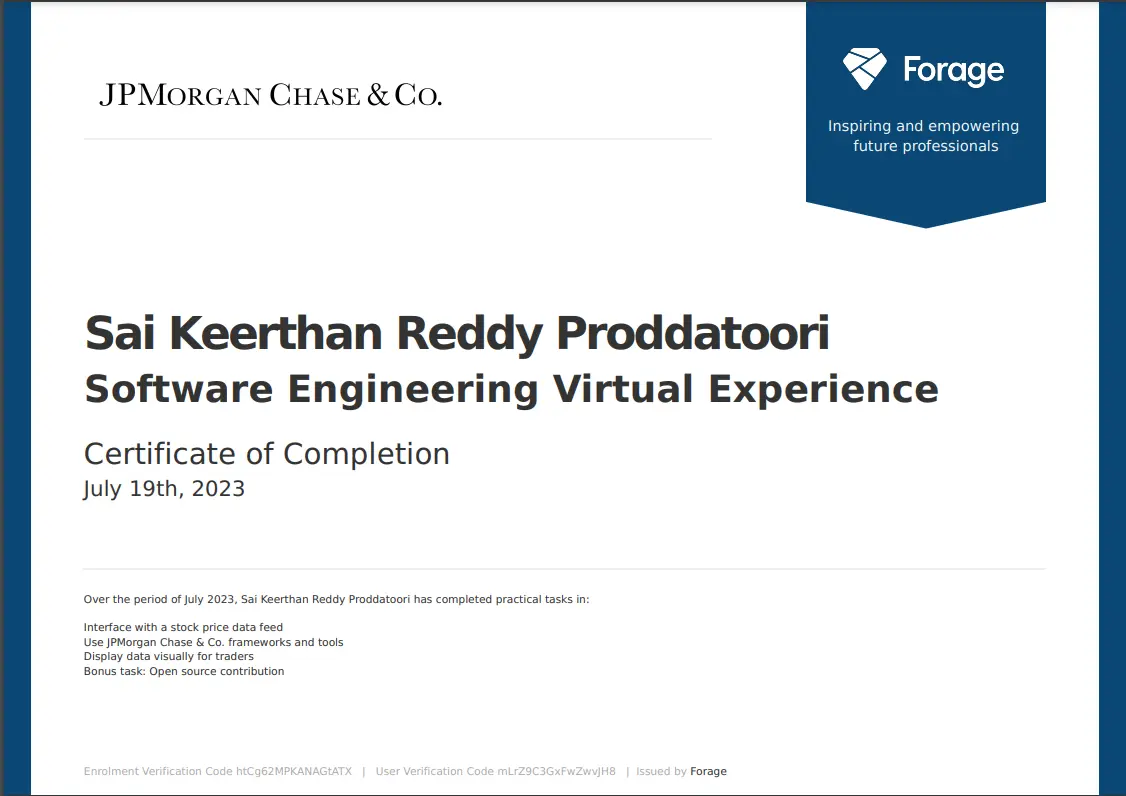 JPMORGAN CHASE & CO.
Forage
Inspiring and empowering
future professionals
Sai Keerthan Reddy Proddatoori
Software Engineering Virtual Experience
Certificate of Completion
July 19th, 2023
Over the period of July 2023, Sai Keerthan Reddy Proddatoori has completed practical tasks in:
Interface with a stock price data feed
Use JPMorgan Chase & Co. frameworks and tools
Display data visually for traders
Bonus task: Open source contribution
Enrolment Verification Code htCg62MPKANAGtATX | User Verification Code mLrZ9C3GxFwZwvJH8 | Issued by Forage